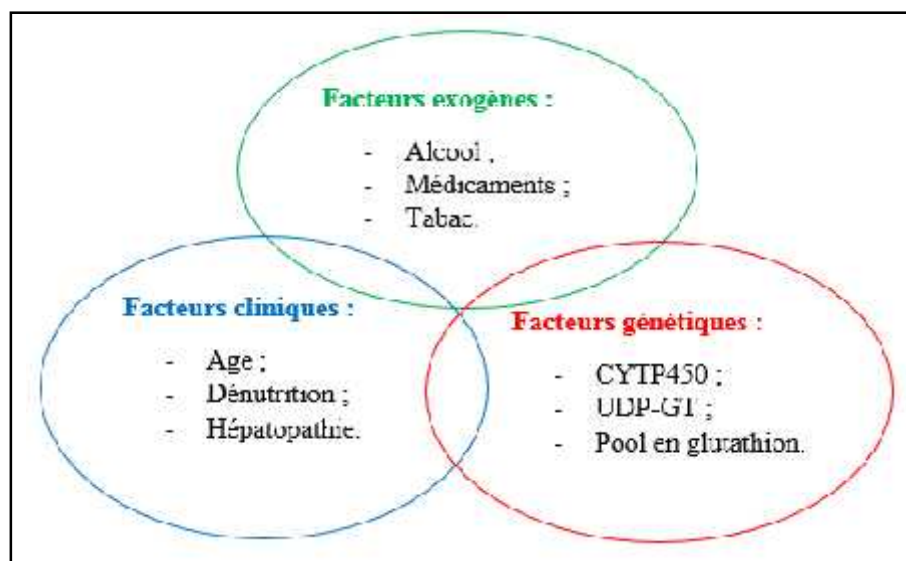 Facteurs exogènes :
- Alcool ;
- Médicaments ;
- Tabac.
Facteurs cliniques :
- Age ;
- Dénutrition ;
- Hépatopathie.
Facteurs génétiques :
- CYTP450 ;
- UDP-GT ;
- Pool en glutathion.